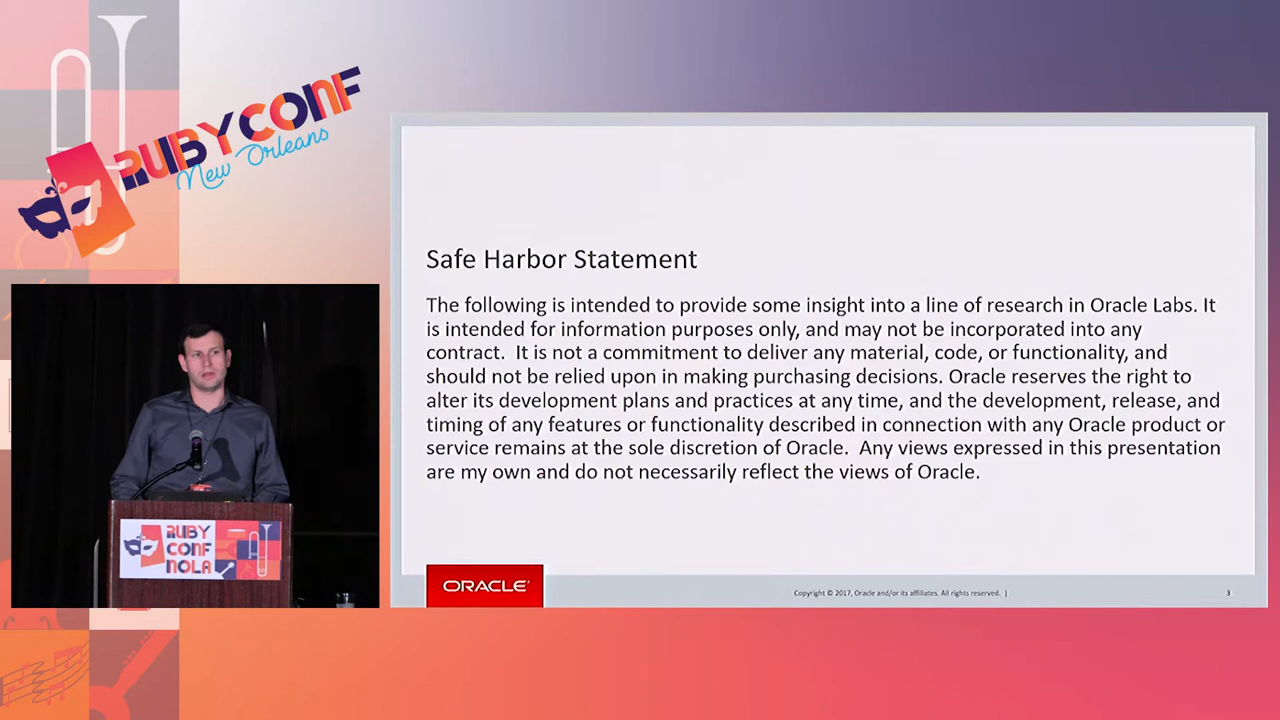 RUBYCONF
New Orleans
Safe Harbor Statement
The following is intended to provide some insight into a line of research in Oracle Labs. It
is intended for information purposes only, and may not be incorporated into any
contract.  It is not a commitment to deliver any material, code, or functionality, and
should not be relied upon in making purchasing decisions. Oracle reserves the right to
alter its development plans and practices at any time, and the development, release, and
timing of any features or functionality described in connection with any Oracle product or
service remains at the sole discretion of Oracle.  Any views expressed in this presentation
are my own and do not necessarily reflect the views of Oracle.
RUBY
CONF
NOLA
ORACLE®
Copyright © 2017, Oracle and/or its affiliates. All rights reserved.  |
3